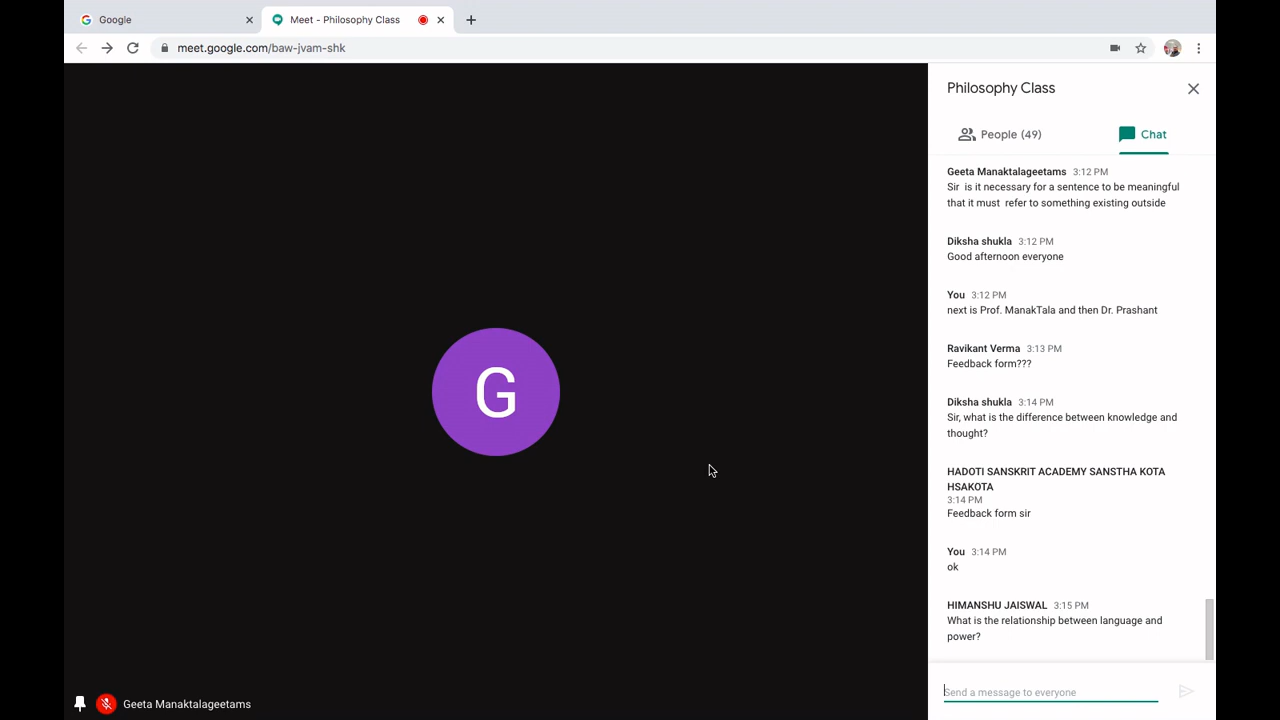 Google
Meet - Philosophy Class
meet.google.com/baw-jvam-shk
Philosophy Class
People (49)
Chat
Geeta Manaktalageetams 3:12 PM
Sir is it necessary for a sentence to be meaningful
that it must refer to something existing outside
Diksha shukla 3:12 PM
Good afternoon everyone
You 3:12 PM
next is Prof. ManakTala and then Dr. Prashant
Ravikant Verma 3:13 PM
Feedback form???
Diksha shukla 3:14 PM
Sir, what is the difference between knowledge and
thought?
HADOTI SANSKRIT ACADEMY SANSTHA KOTA
HSAKOTA
3:14 PM
Feedback form sir
You 3:14 PM
ok
HIMANSHU JAISWAL 3:15 PM
What is the relationship between language and
power?
Send a message to everyone
G
Geeta Manaktalageetams